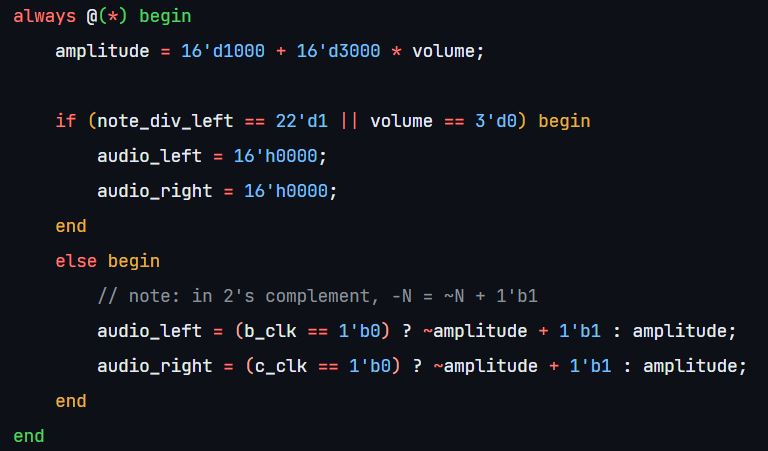 always @(*) begin
    amplitude = 16'd1000 + 16'd3000 * volume;

    if (note_div_left == 22'd1 || volume == 3'd0) begin
        audio_left = 16'h0000;
        audio_right = 16'h0000;
    end
    else begin
        // note: in 2's complement, -N = ~N + 1'b1
        audio_left = (b_clk == 1'b0) ? ~amplitude + 1'b1 : amplitude;
        audio_right = (c_clk == 1'b0) ? ~amplitude + 1'b1 : amplitude;
    end
end